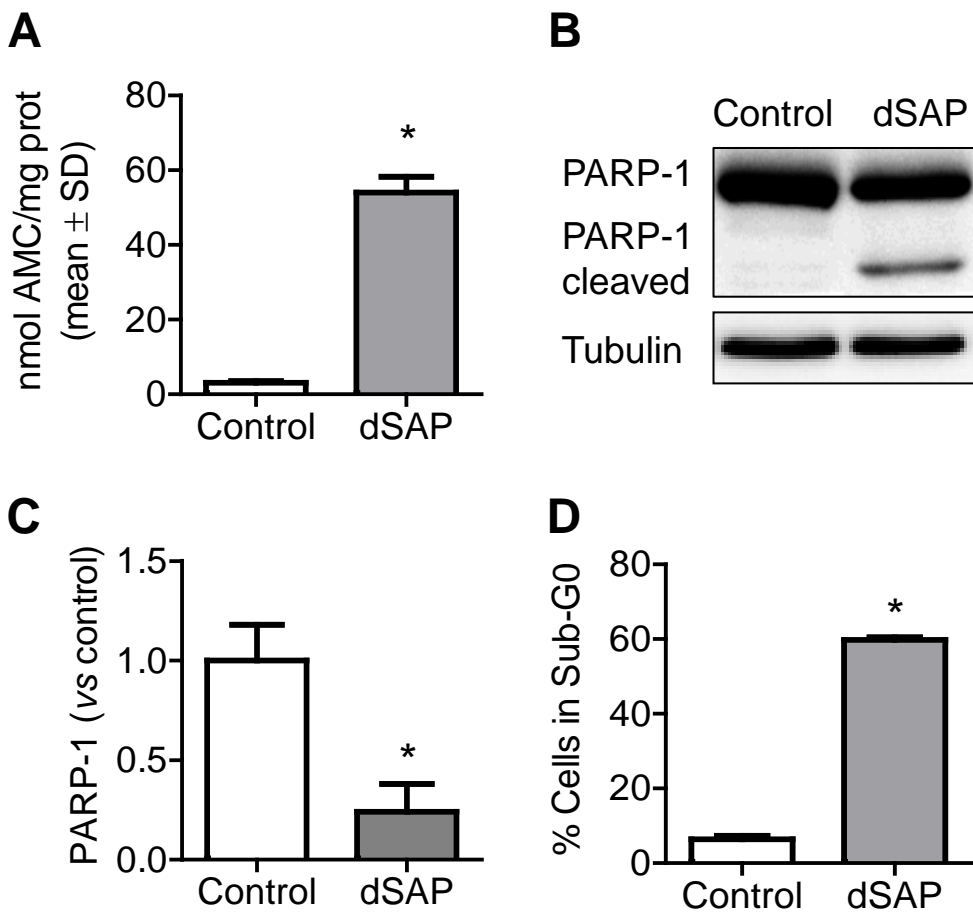 A
nmol AMC/mg prot
(mean ± SD)
80
60
40
20
0
*
Control dSAP
B
Control dSAP
PARP-1
PARP-1
cleaved
Tubulin
C
PARP-1 (vs control)
1.5
1.0
0.5
0.0
*
Control dSAP
D
% Cells in Sub-G0
80
60
40
20
0
*
Control dSAP